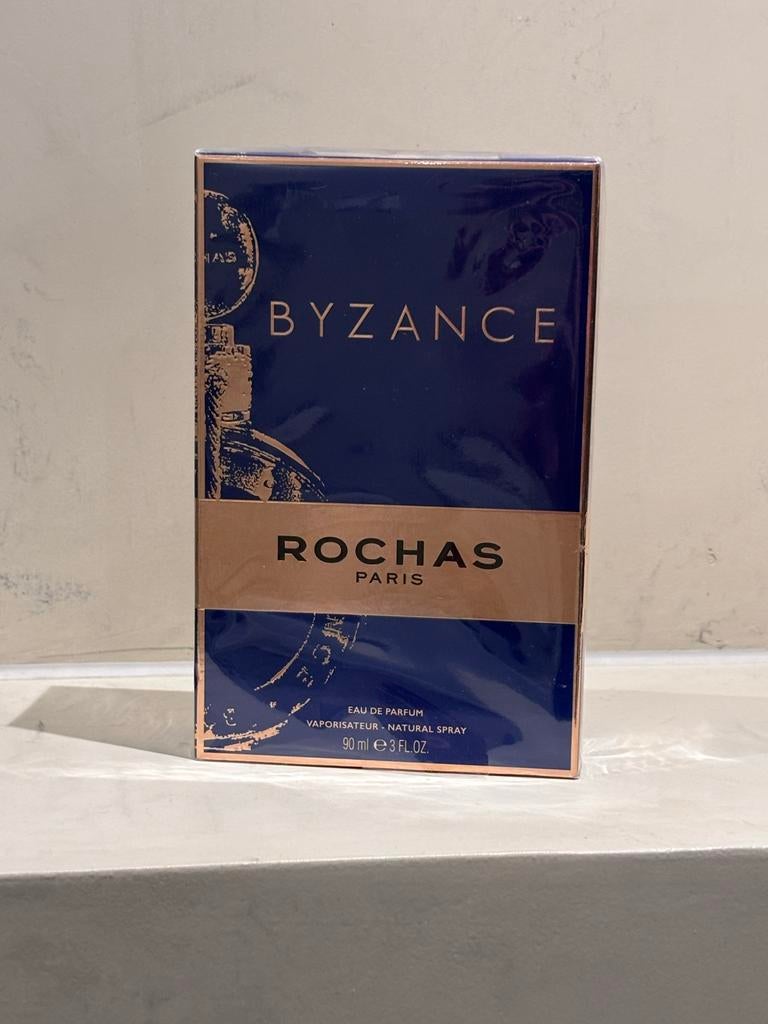 BYZANCE
ROCHAS
PARIS
EAU DE PARFUM
VAPORISATEUR - NATURAL SPRAY
90 ml ℮ 3 FL.OZ.